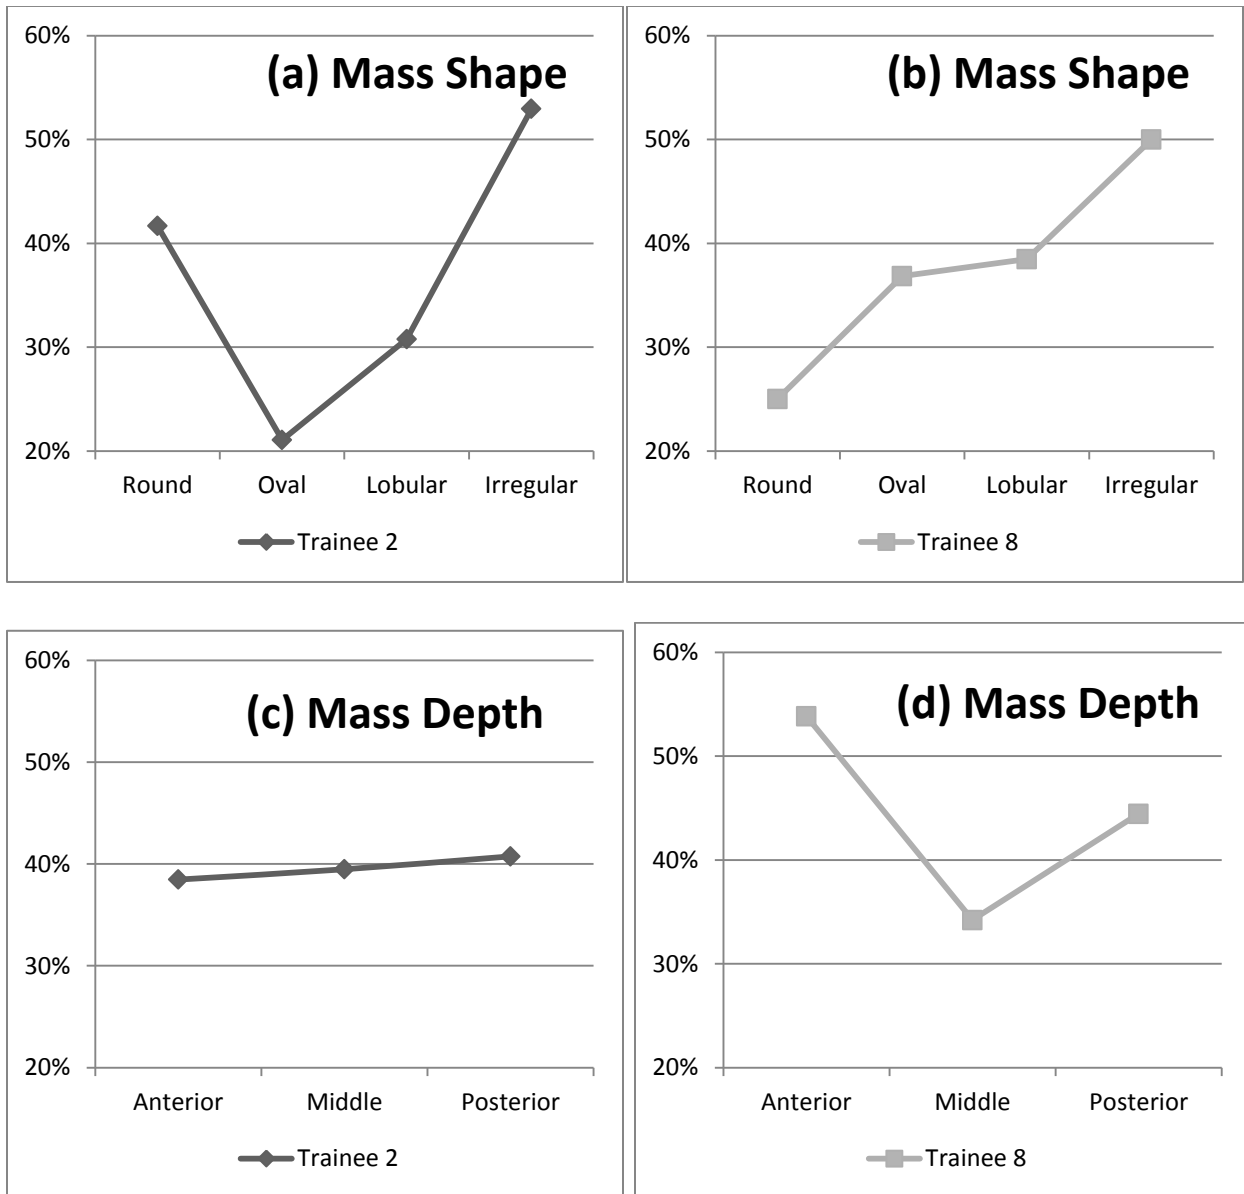 (a) Mass Shape
60%
50%
40%
30%
20%
Round Oval Lobular Irregular
Trainee 2
(b) Mass Shape
60%
50%
40%
30%
20%
Round Oval Lobular Irregular
Trainee 8
(c) Mass Depth
60%
50%
40%
30%
20%
Anterior Middle Posterior
Trainee 2
(d) Mass Depth
60%
50%
40%
30%
20%
Anterior Middle Posterior
Trainee 8